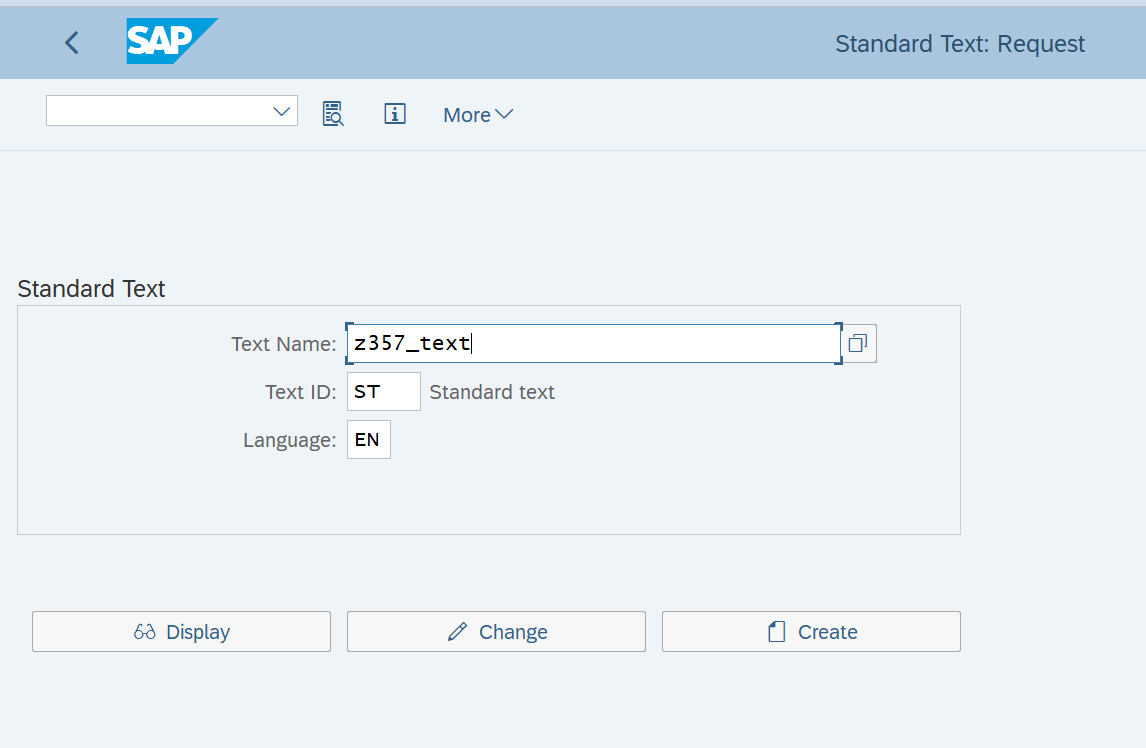 SAP
Standard Text: Request
More
Standard Text
Text Name: z357_text
Text ID: ST Standard text
Language: EN
Display Change Create